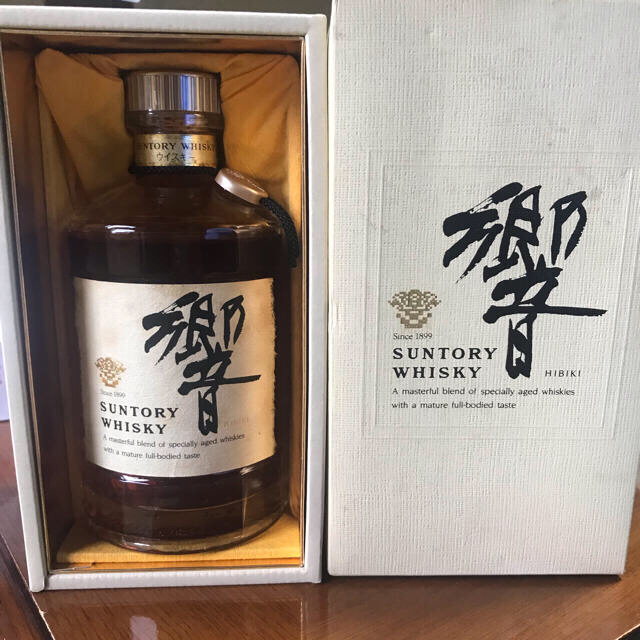 SUNTORY WHISKY
ウイスキー
響
Since 1899
SUNTORY
WHISKY
HIBIKI
A masterful blend of specially aged whiskies
with a mature full-bodied taste
響
Since 1899
SUNTORY
WHISKY
HIBIKI
A masterful blend of specially aged whiskies
with a mature full-bodied taste